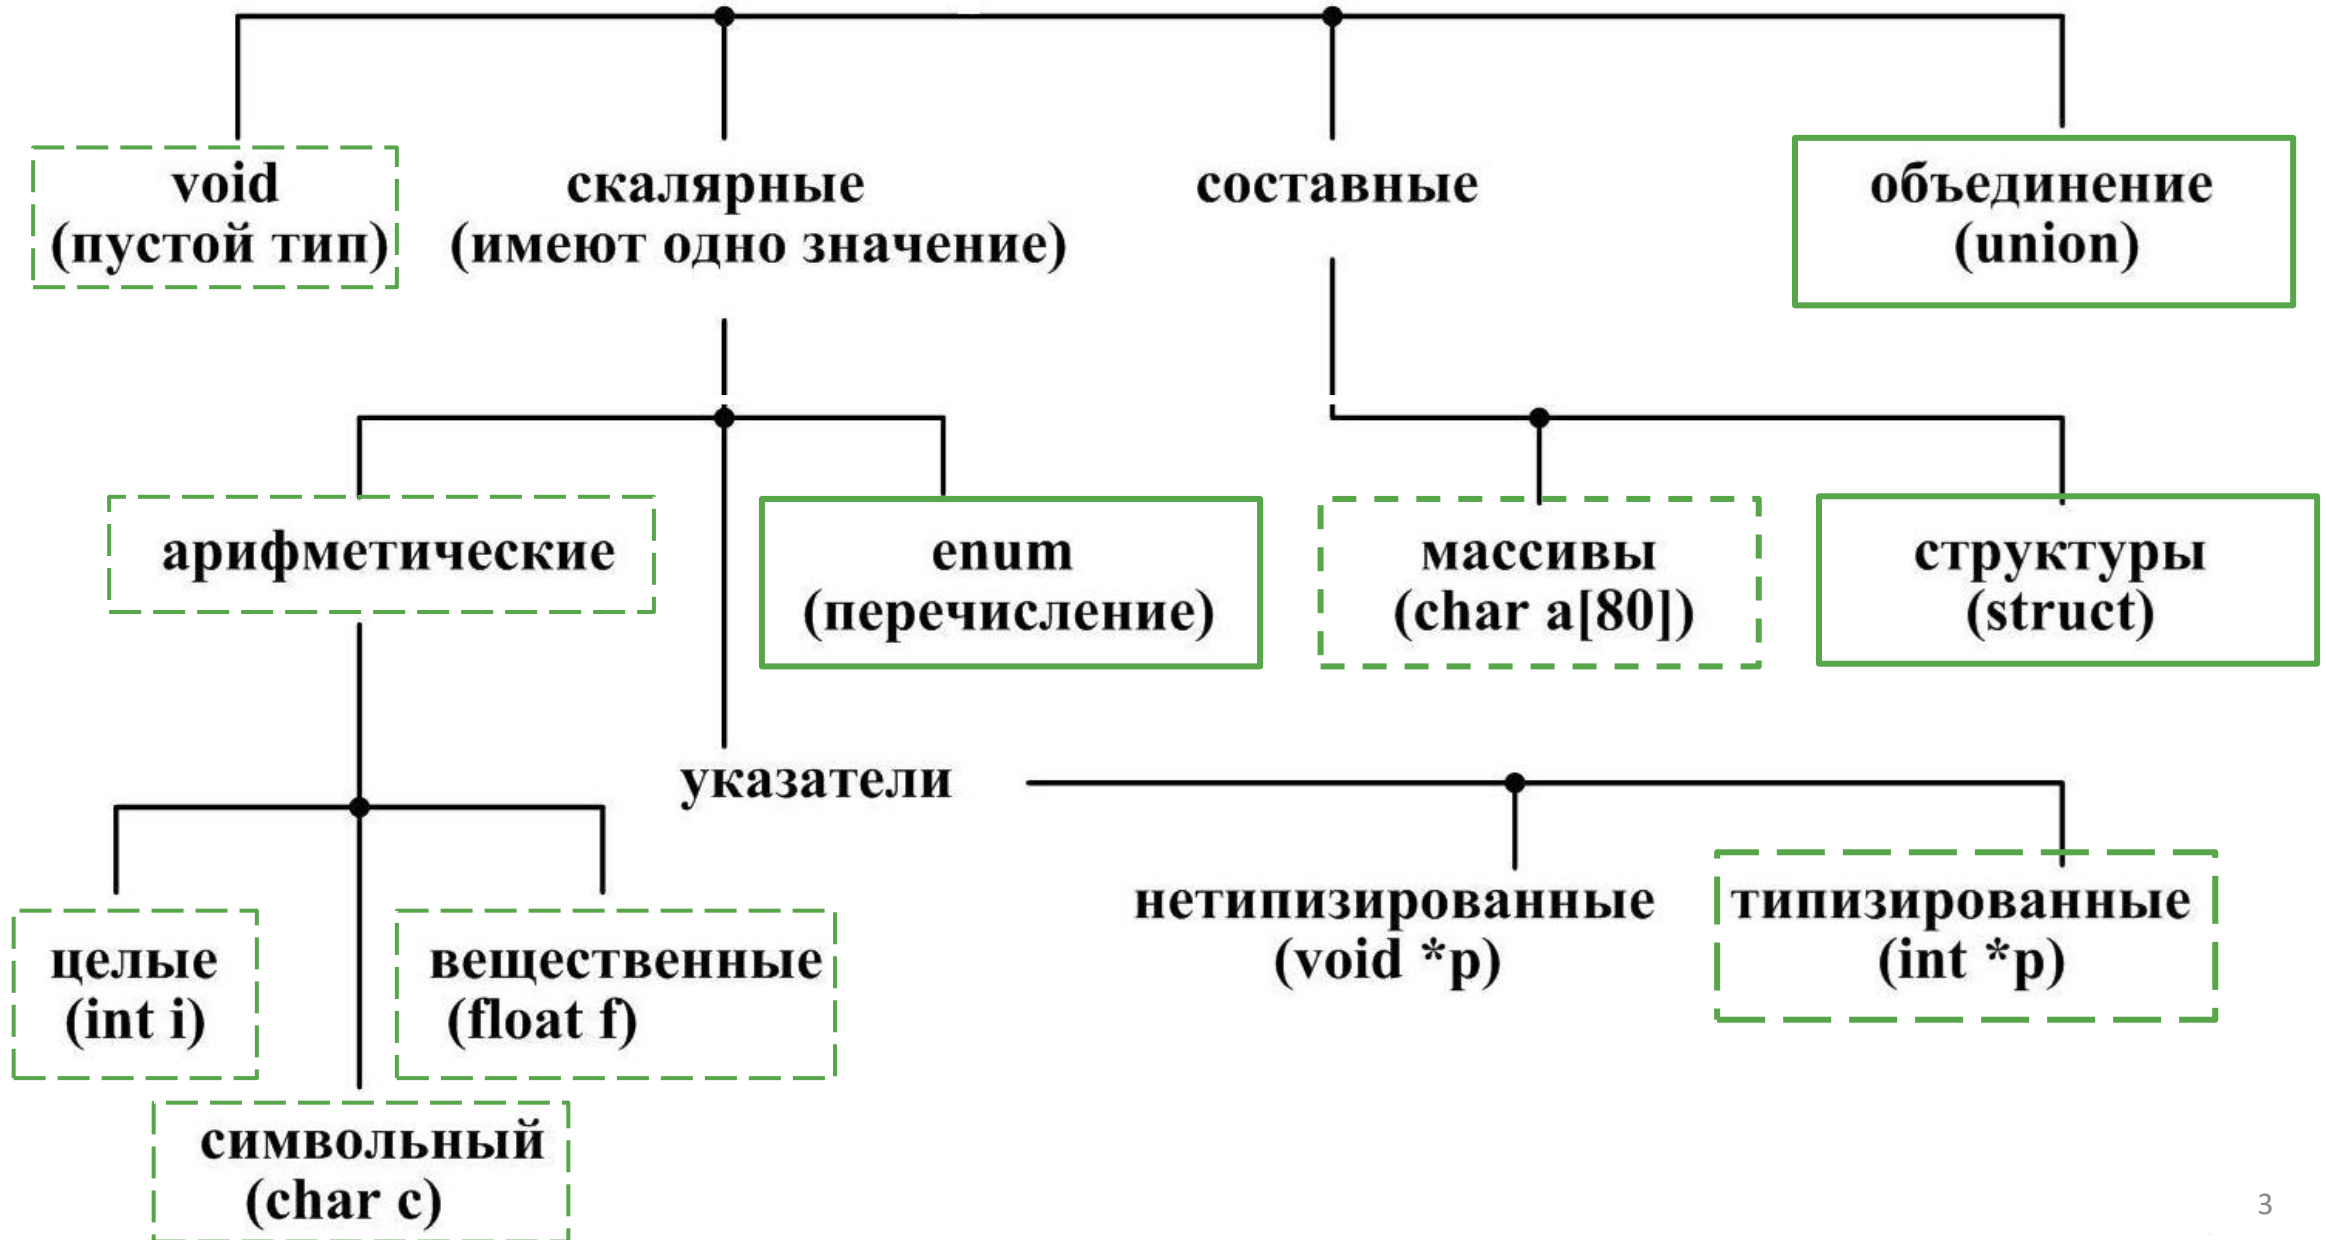 void
(пустой тип)
скалярные
(имеют одно значение)
составные
объединение
(union)
арифметические
enum
(перечисление)
массивы
(char a[80])
структуры
(struct)
указатели
нетипизированные
(void *p)
типизированные
(int *p)
целые
(int i)
вещественные
(float f)
символьный
(char c)
3